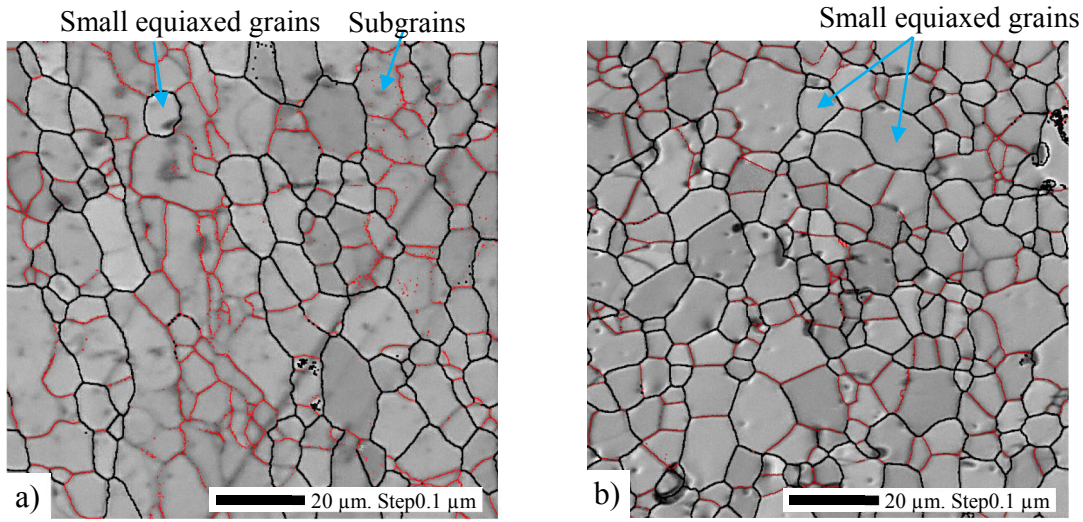 Small equiaxed grains Subgrains
Small equiaxed grains
a)
20 µm. Step0.1 µm
b)
20 µm. Step0.1 µm